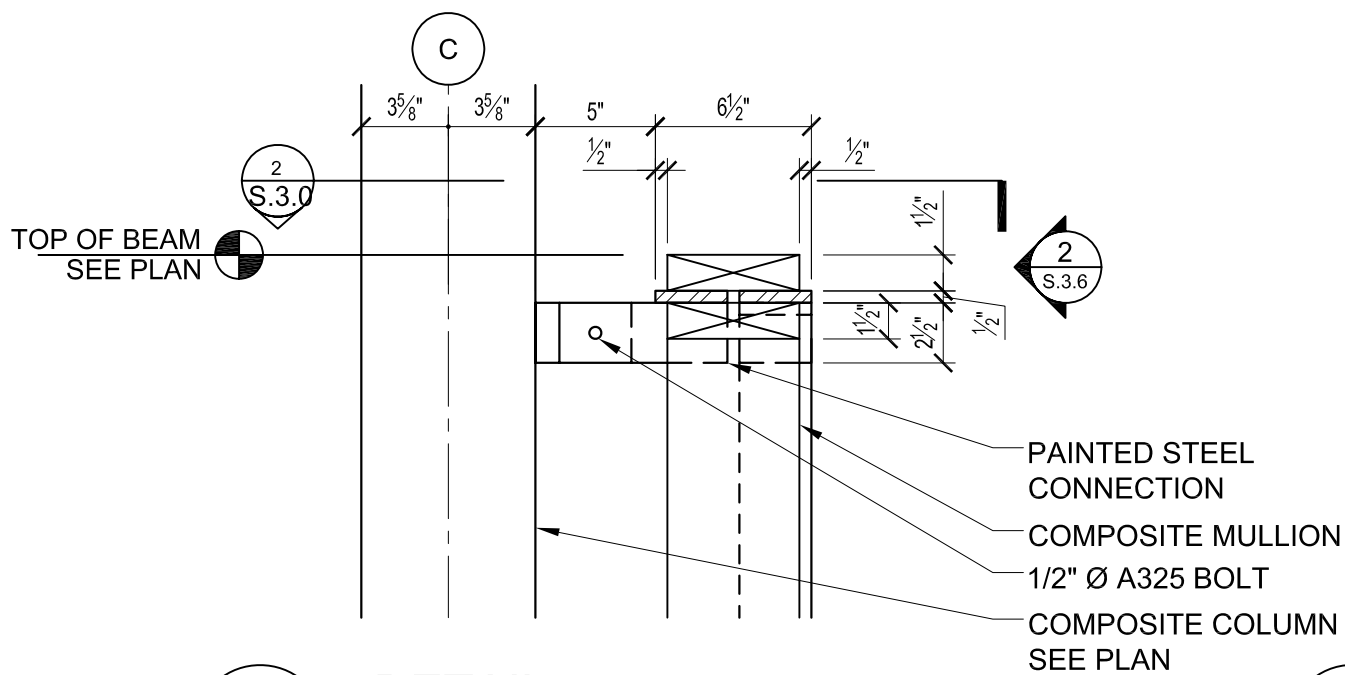 C
3⅝"
3⅝"
5"
6½"
½"
½"
2
S.3.0
1½"
TOP OF BEAM
SEE PLAN
2
S.3.6
1½"
2½"
½"
PAINTED STEEL
CONNECTION
COMPOSITE MULLION
1/2" Ø A325 BOLT
COMPOSITE COLUMN
SEE PLAN